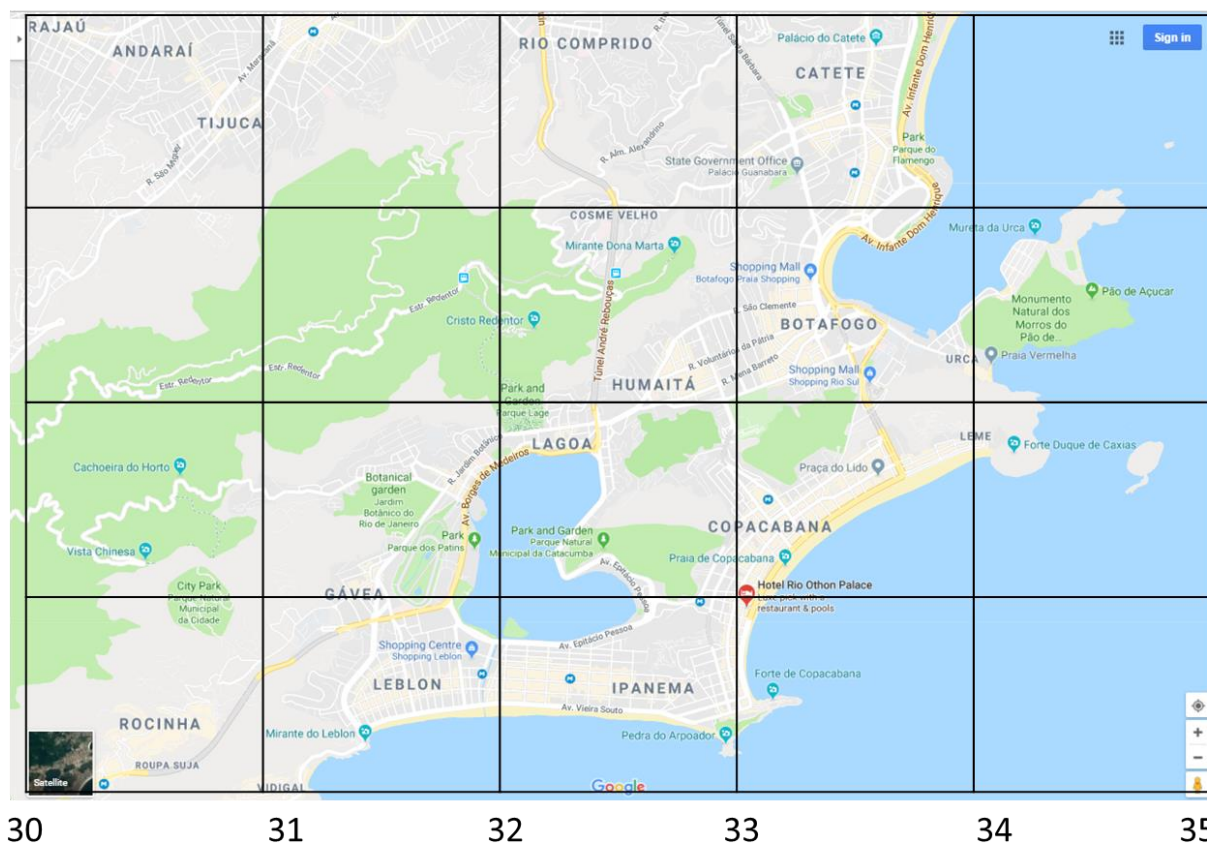 RAJAÚ
ANDARAÍ
Av. Maracanã
RIO COMPRIDO
Túnel Santa Bárbara
Palácio do Catete
CATETE
Av. Infante Dom Henrique
Sign in
TIJUCA
R. São Miguel
R. Alm. Alexandrino
State Government Office
Palácio Guanabara
Park
Parque do
Flamengo
COSME VELHO
Mirante Dona Marta
Av. Infante Dom Henrique
Mureta da Urca
Shopping Mall
Botafogo Praia Shopping
Estr. Redentor
Cristo Redentor
Túnel André Rebouças
R. São Clemente
BOTAFOGO
Monumento
Natural dos
Morros do
Pão de...
Pão de Açucar
R. Voluntários da Pátria
R. Mena Barreto
URCA
Praia Vermelha
Estr. Redentor
Estr. Redentor
HUMAITÁ
Shopping Mall
Shopping Rio Sul
Park and
Garden
Parque Lage
LAGOA
R. Jardim Botânico
Av. Borges de Medeiros
LEME
Forte Duque de Caxias
Cachoeira do Horto
Praça do Lido
Botanical
garden
Jardim
Botânico do
Rio de Janeiro
COPACABANA
Park
Parque dos Patins
Park and Garden
Parque Natural
Municipal da Catacumba
Vista Chinesa
Praia de Copacabana
Av. Epitácio Pessoa
City Park
Parque Natural
Municipal
da Cidade
GÁVEA
Hotel Rio Othon Palace
Luxe pick with a
restaurant & pools
Av. Epitácio Pessoa
Shopping Centre
Shopping Leblon
LEBLON
IPANEMA
Forte de Copacabana
Av. Vieira Souto
ROCINHA
Mirante do Leblon
Pedra do Arpoador
ROUPA SUJA
Satellite
VIDIGAL
Google
30 31 32 33 34 35